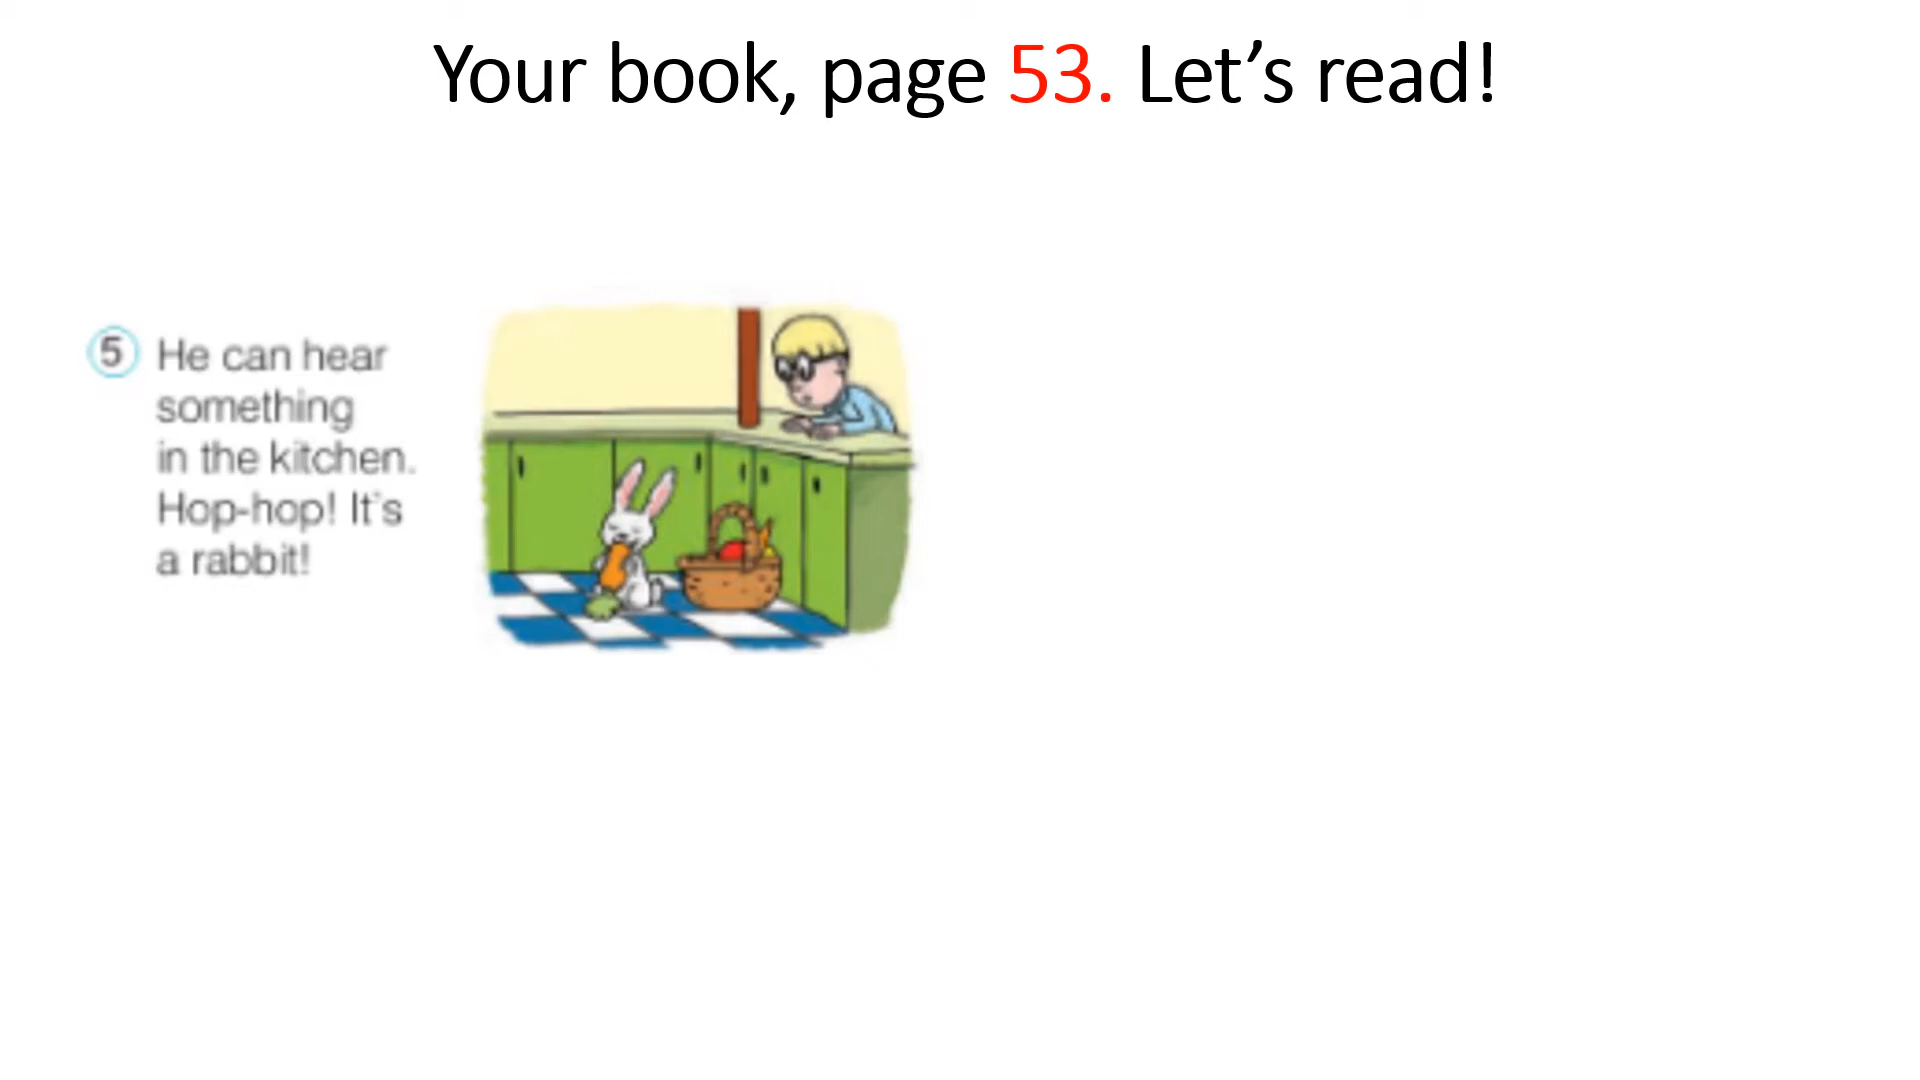 Your book, page 53. Let’s read!
5 He can hear
something
in the kitchen.
Hop-hop! It's
a rabbit!